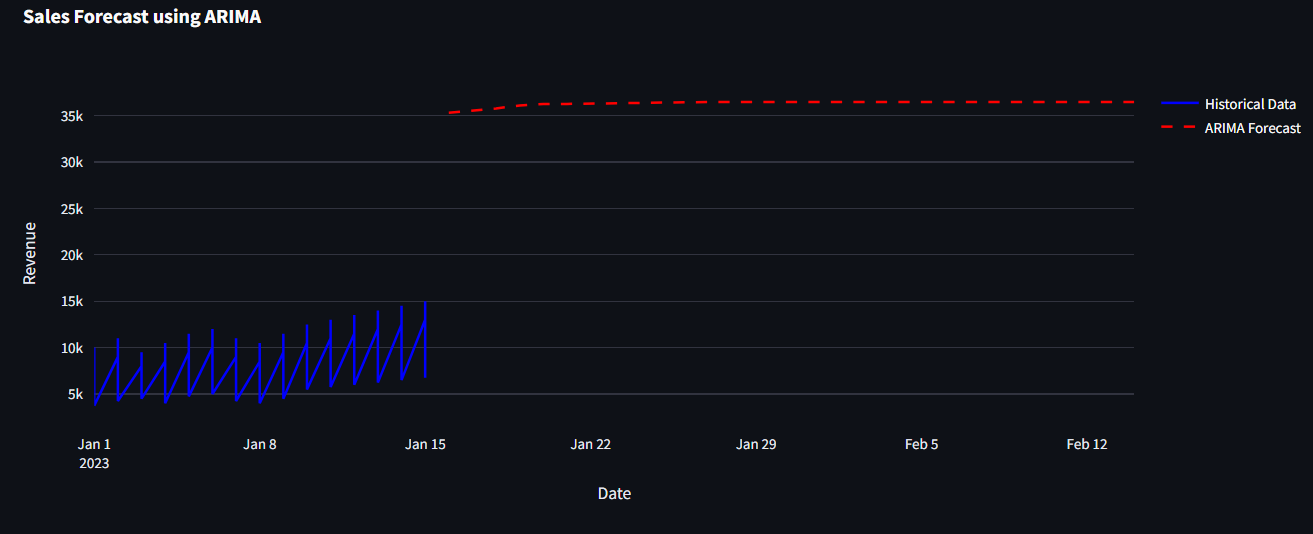 Sales Forecast using ARIMA
35k
30k
25k
20k
15k
10k
5k
Revenue
Jan 1
2023
Jan 8
Jan 15
Jan 22
Jan 29
Feb 5
Feb 12
Date
Historical Data
ARIMA Forecast